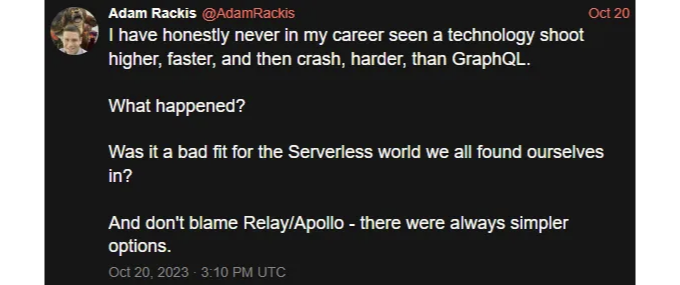 Adam Rackis @AdamRackis Oct 20
I have honestly never in my career seen a technology shoot
higher, faster, and then crash, harder, than GraphQL.
What happened?
Was it a bad fit for the Serverless world we all found ourselves
in?
And don't blame Relay/Apollo - there were always simpler
options.
Oct 20, 2023 · 3:10 PM UTC